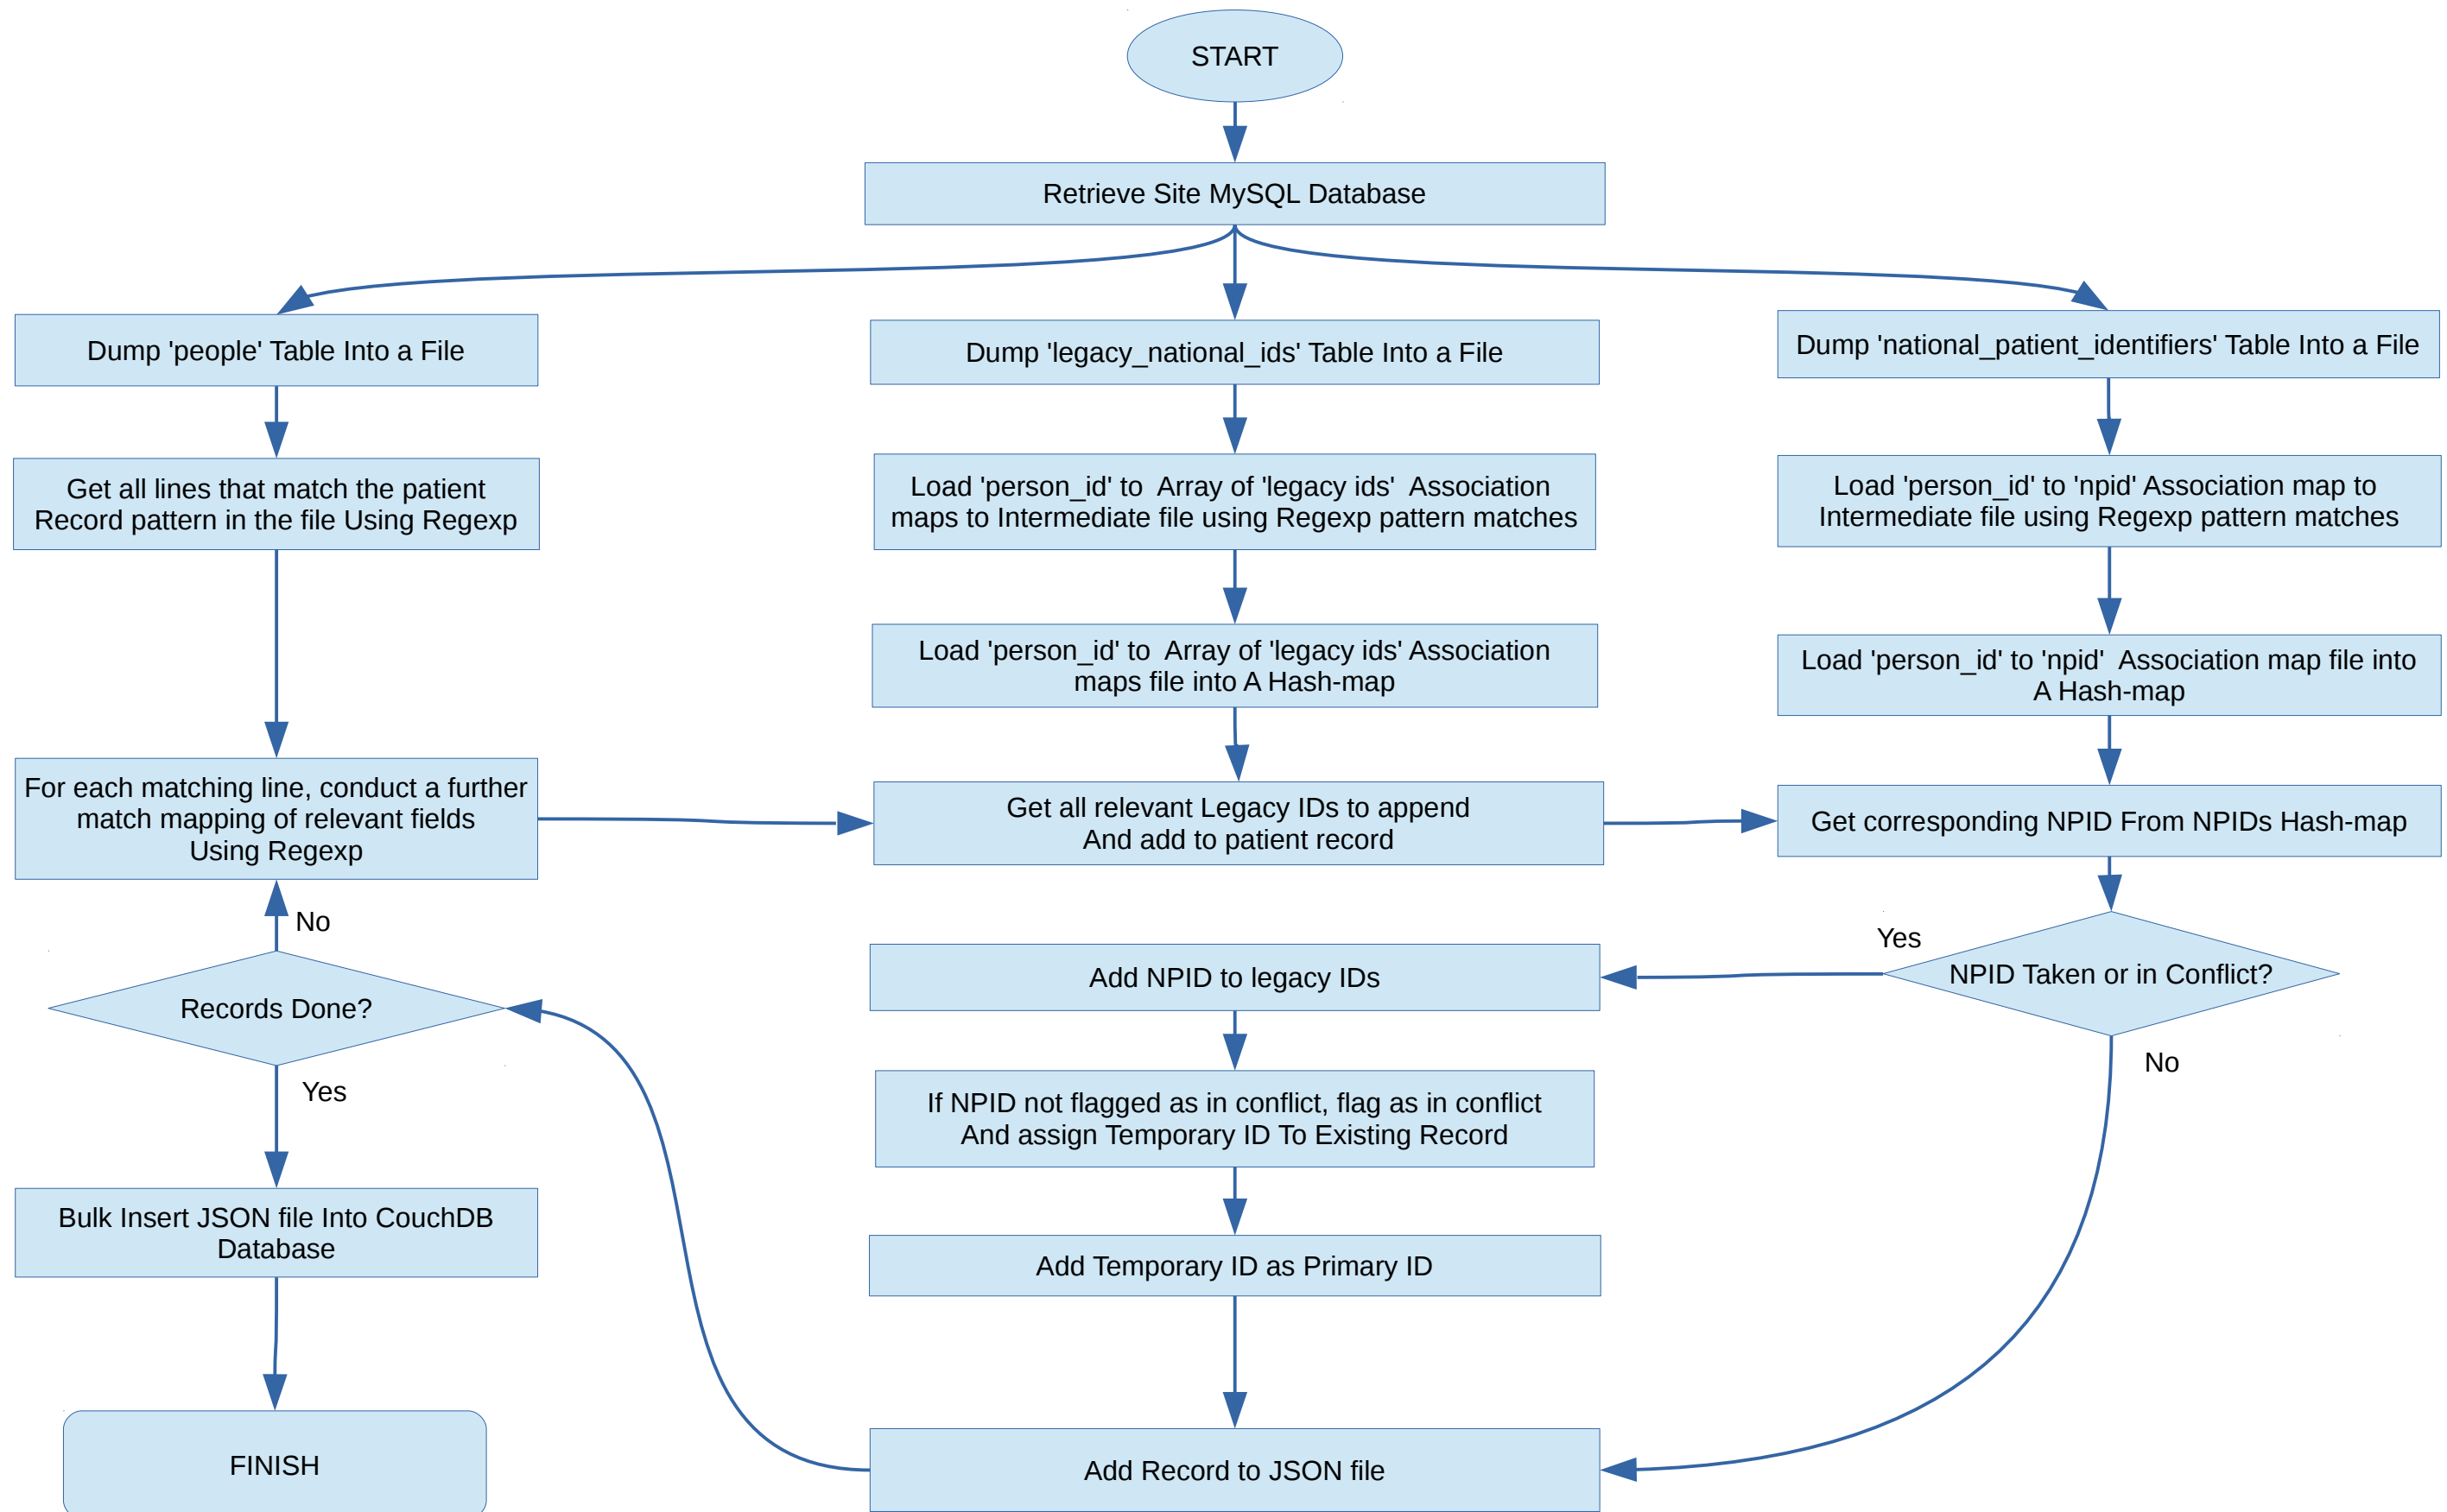 START
Retrieve Site MySQL Database
Dump 'people' Table Into a File
Dump 'legacy_national_ids' Table Into a File
Dump 'national_patient_identifiers' Table Into a File
Get all lines that match the patient
Record pattern in the file Using Regexp
Load 'person_id' to  Array of 'legacy ids'  Association
maps to Intermediate file using Regexp pattern matches
Load 'person_id' to 'npid' Association map to
Intermediate file using Regexp pattern matches
Load 'person_id' to  Array of 'legacy ids' Association
maps file into A Hash-map
Load 'person_id' to 'npid'  Association map file into
A Hash-map
For each matching line, conduct a further
match mapping of relevant fields
Using Regexp
Get all relevant Legacy IDs to append
And add to patient record
Get corresponding NPID From NPIDs Hash-map
No
Yes
Records Done?
Add NPID to legacy IDs
NPID Taken or in Conflict?
Yes
No
If NPID not flagged as in conflict, flag as in conflict
And assign Temporary ID To Existing Record
Bulk Insert JSON file Into CouchDB
Database
Add Temporary ID as Primary ID
FINISH
Add Record to JSON file